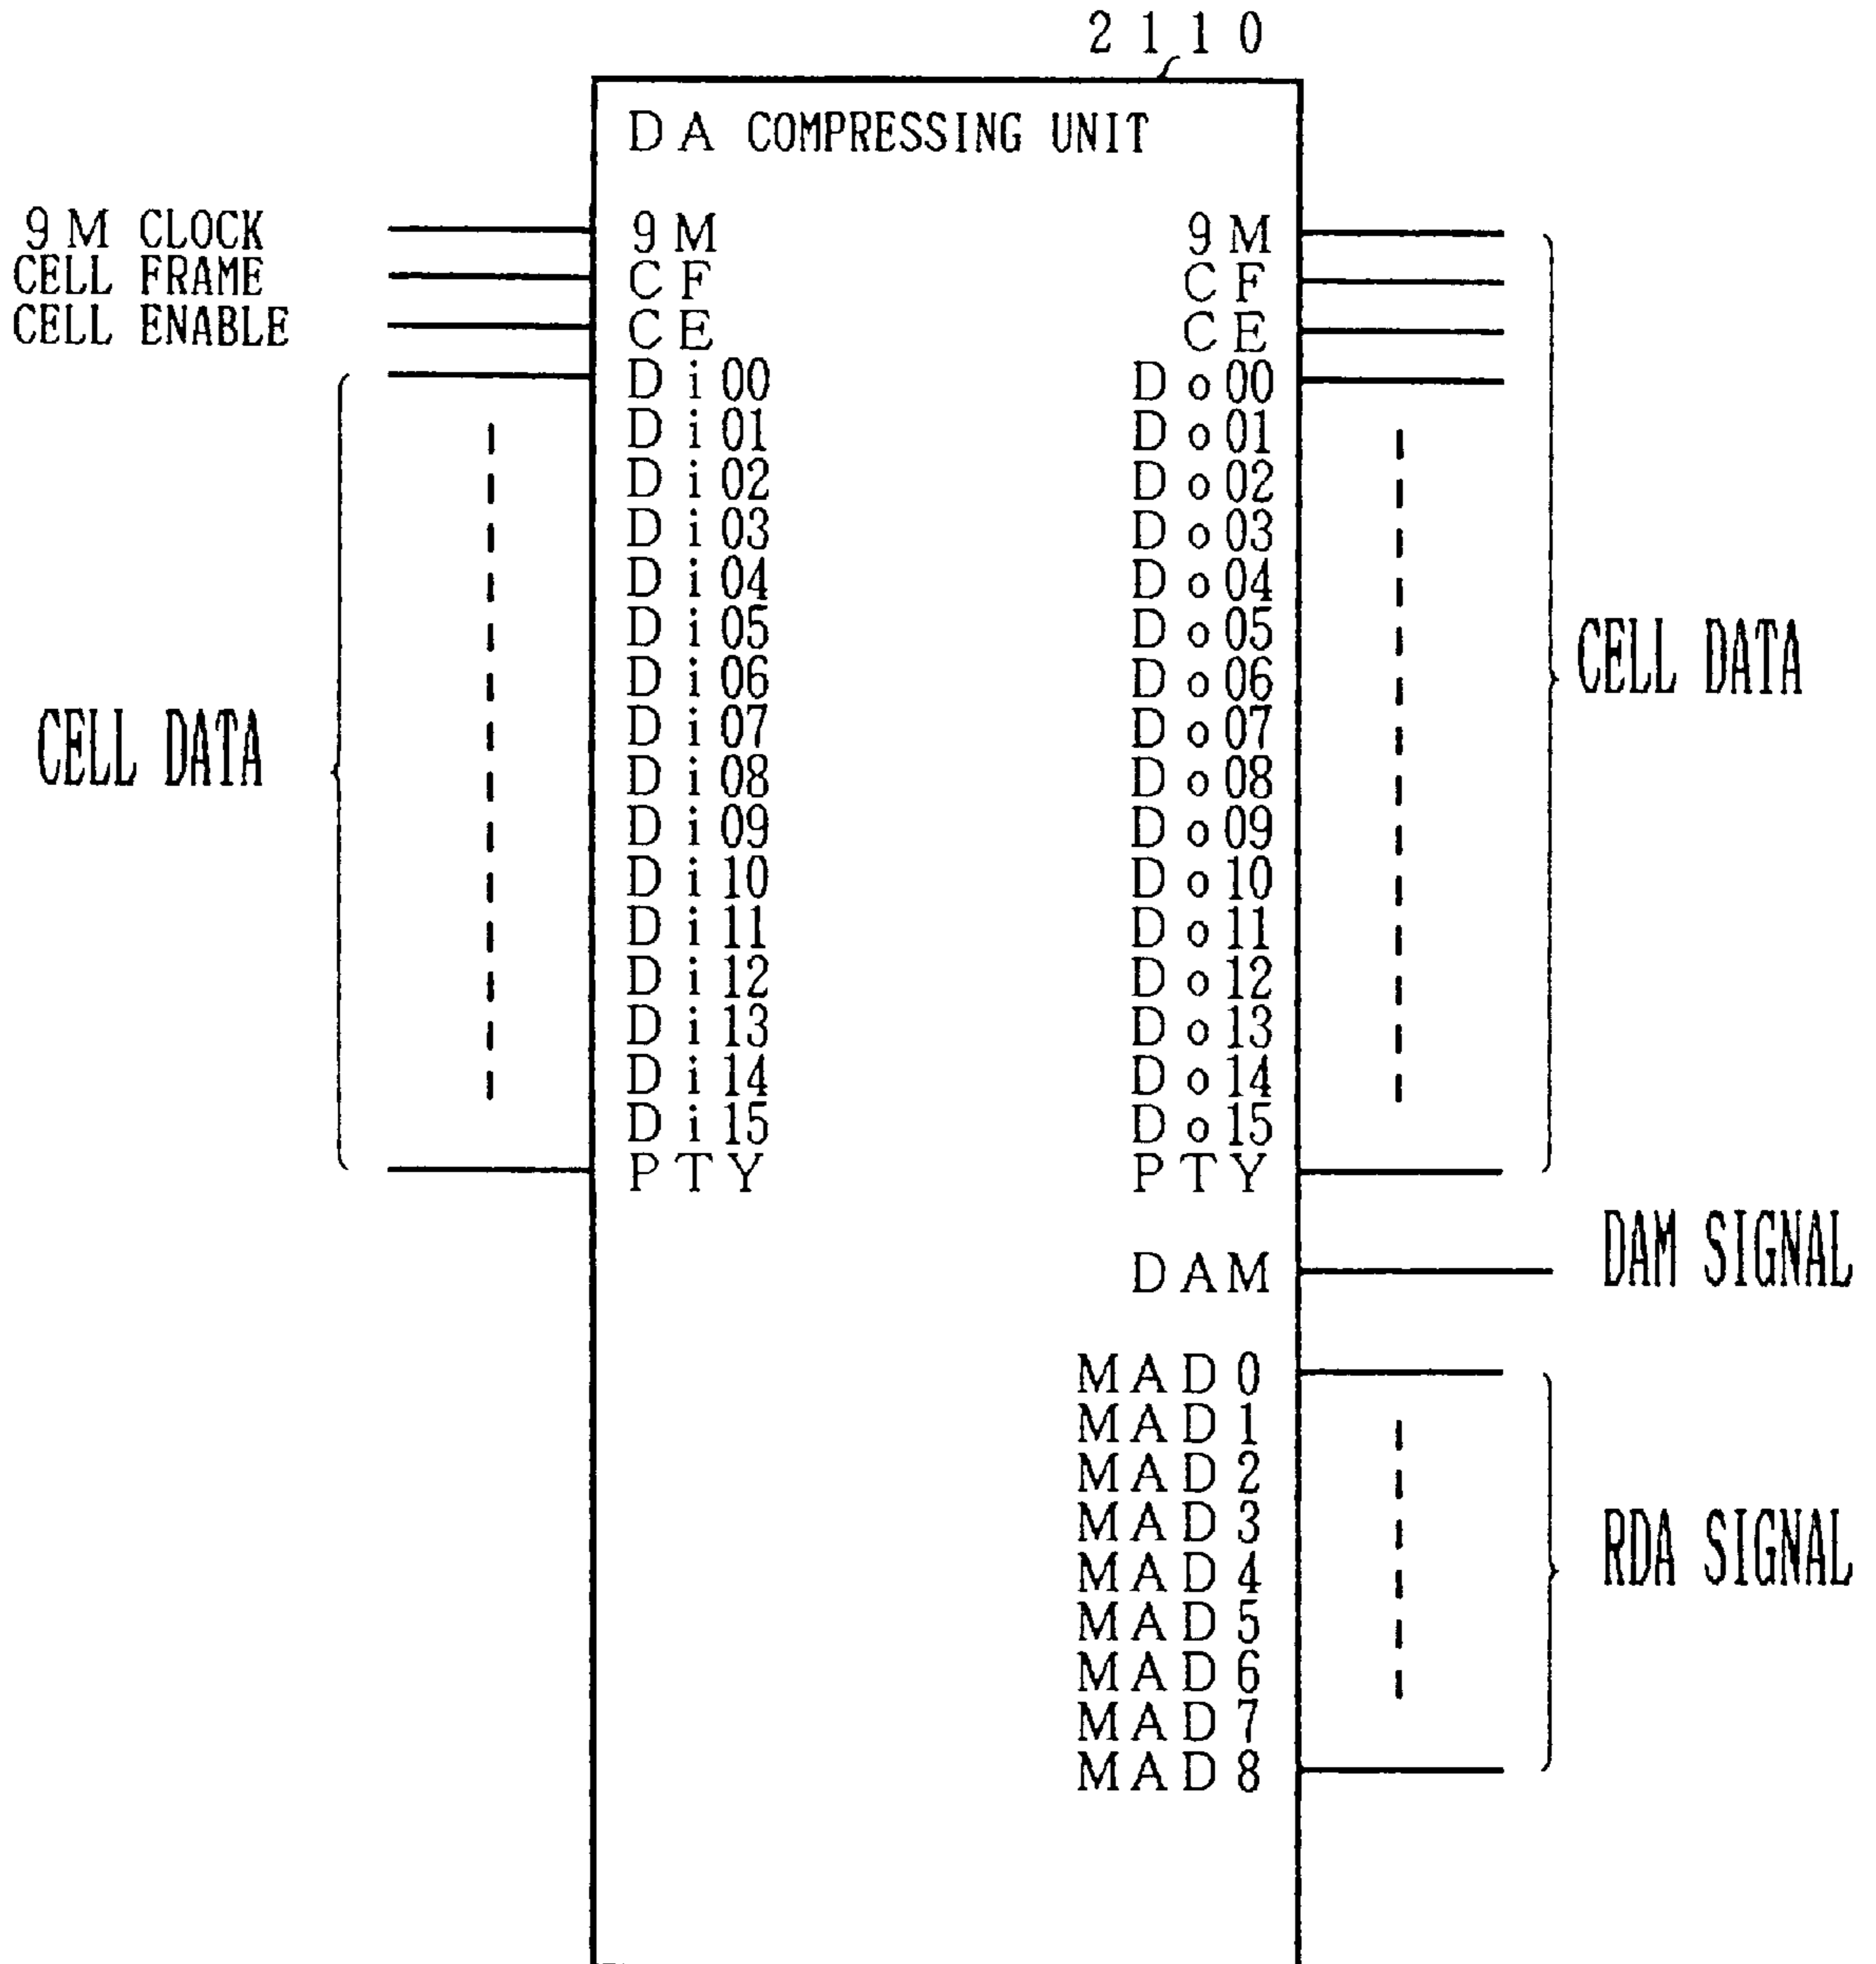 2110
DA COMPRESSING UNIT
9M CLOCK 9M 9M
CELL FRAME CF CF
CELL ENABLE CE CE
Di00 Do00
Di01 Do01
Di02 Do02
Di03 Do03
Di04 Do04
Di05 Do05
Di06 Do06
CELL DATA
Di07 Do07
CELL DATA
Di08 Do08
Di09 Do09
Di10 Do10
Di11 Do11
Di12 Do12
Di13 Do13
Di14 Do14
Di15 Do15
PTY PTY
DAM DAM SIGNAL
MAD0
MAD1
MAD2
MAD3
MAD4
RDA SIGNAL
MAD5
MAD6
MAD7
MAD8